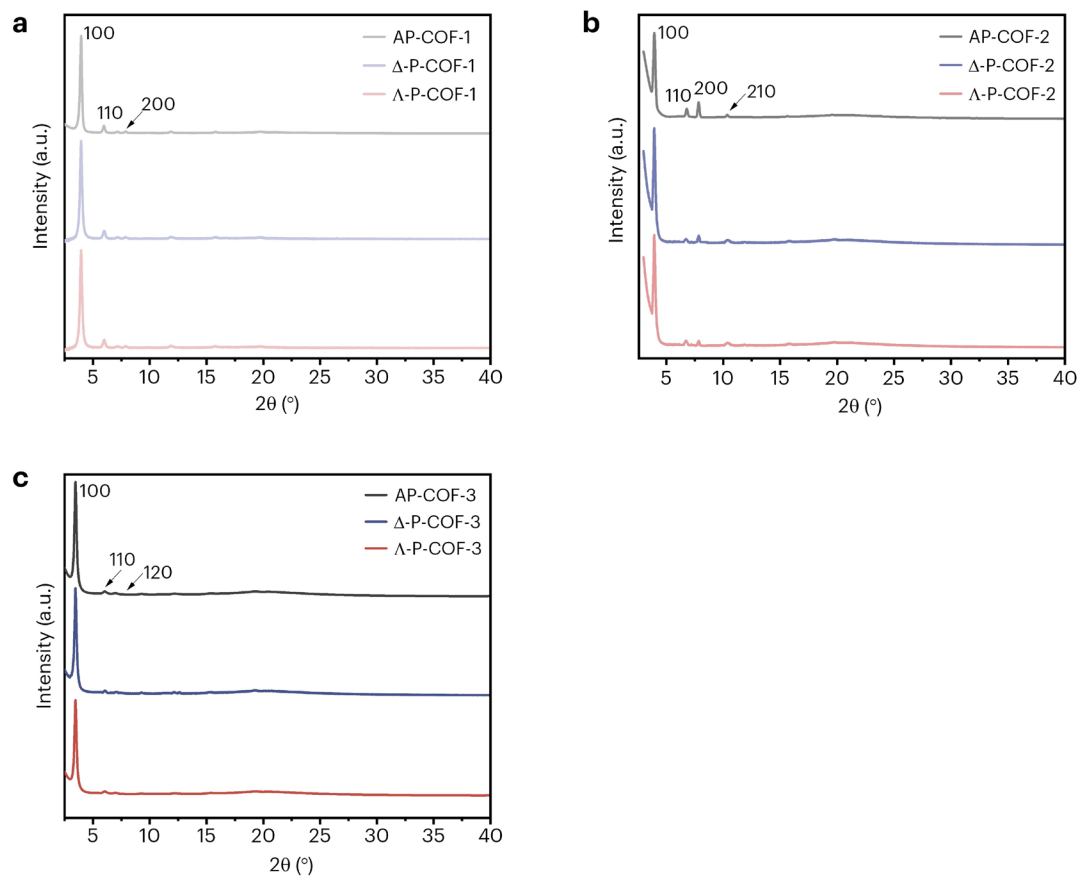 a
100
110
200
AP-COF-1
Δ-P-COF-1
Λ-P-COF-1
Intensity (a.u.)
5 10 15 20 25 30 35 40
2θ (°)
b
100
110
200
210
AP-COF-2
Δ-P-COF-2
Λ-P-COF-2
Intensity (a.u.)
5 10 15 20 25 30 35 40
2θ (°)
c
100
110
120
AP-COF-3
Δ-P-COF-3
Λ-P-COF-3
Intensity (a.u.)
5 10 15 20 25 30 35 40
2θ (°)